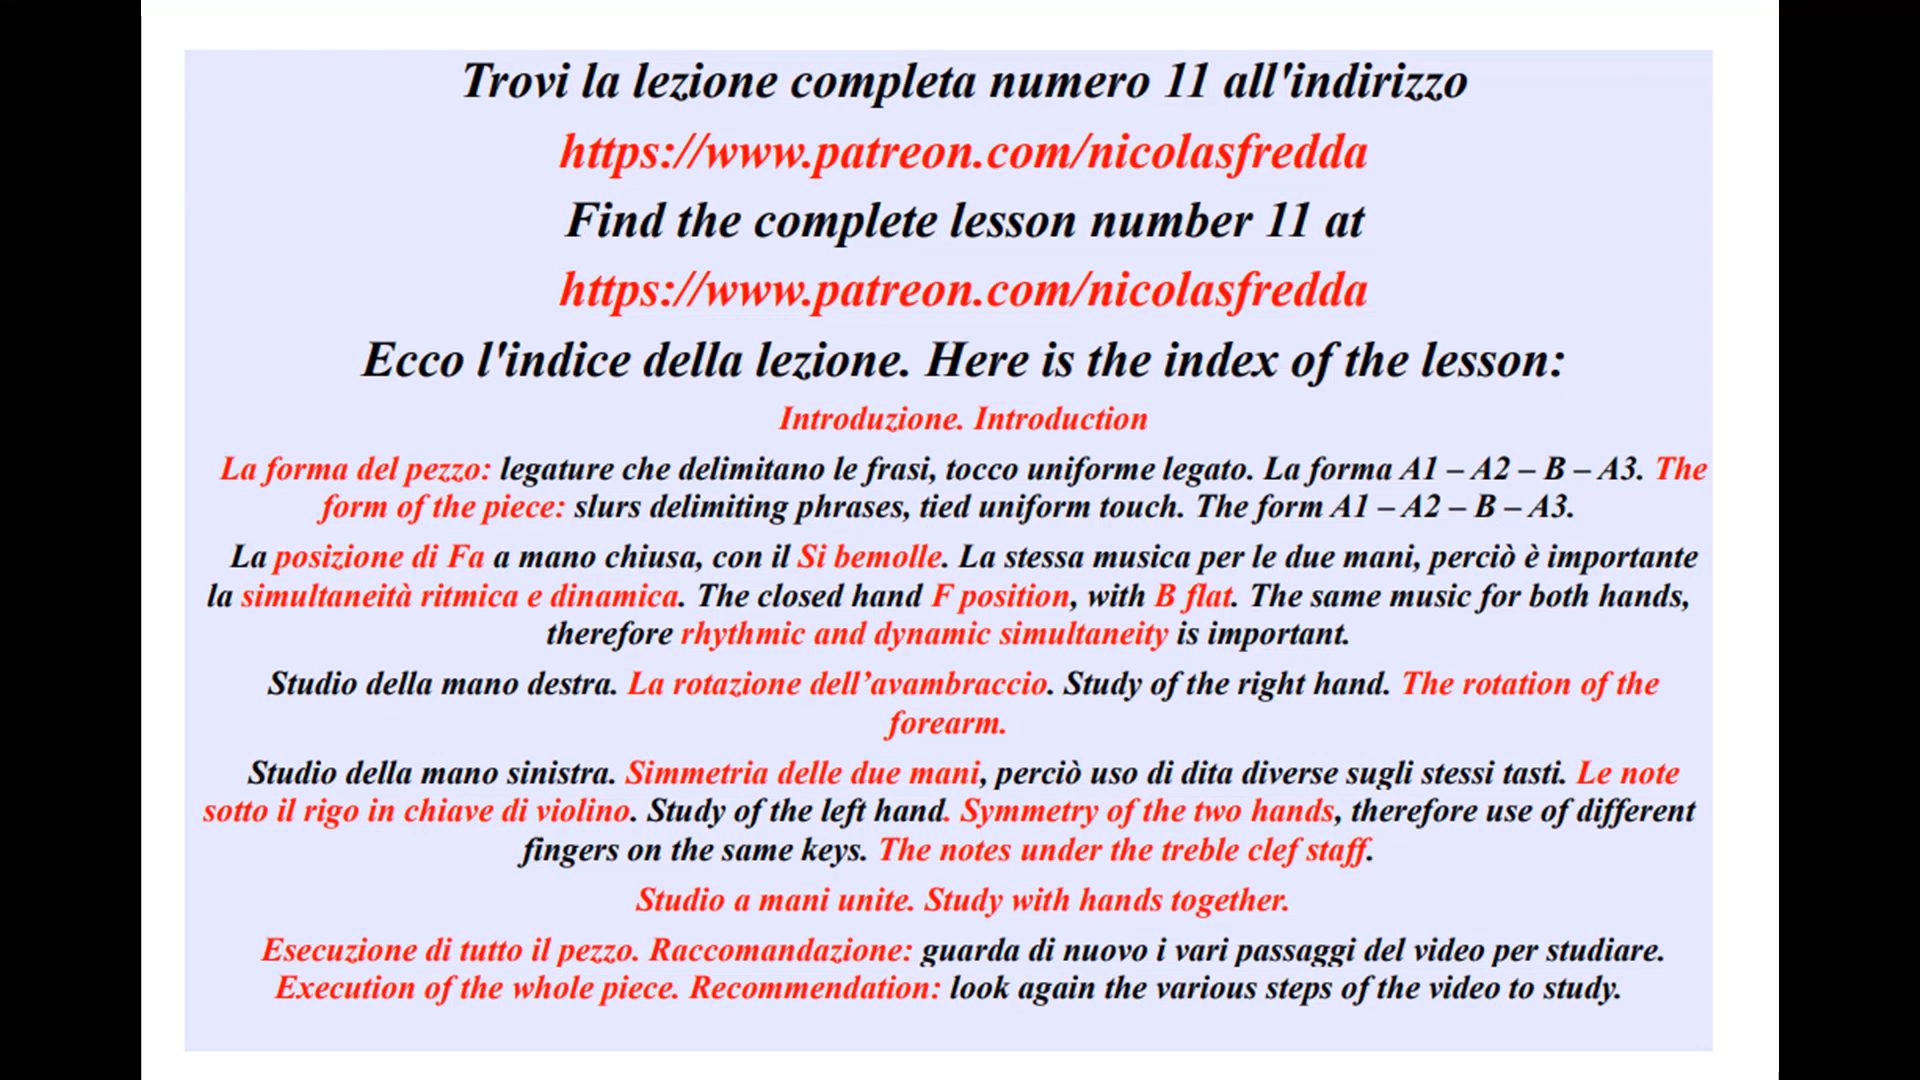 Trovi la lezione completa numero 11 all'indirizzo
https://www.patreon.com/nicolasfredda
Find the complete lesson number 11 at
https://www.patreon.com/nicolasfredda
Ecco l'indice della lezione. Here is the index of the lesson:
Introduzione. Introduction
La forma del pezzo: legature che delimitano le frasi, tocco uniforme legato. La forma A1 – A2 – B – A3. The
form of the piece: slurs delimiting phrases, tied uniform touch. The form A1 – A2 – B – A3.
La posizione di Fa a mano chiusa, con il Si bemolle. La stessa musica per le due mani, perciò è importante
la simultaneità ritmica e dinamica. The closed hand F position, with B flat. The same music for both hands,
therefore rhythmic and dynamic simultaneity is important.
Studio della mano destra. La rotazione dell’avambraccio. Study of the right hand. The rotation of the
forearm.
Studio della mano sinistra. Simmetria delle due mani, perciò uso di dita diverse sugli stessi tasti. Le note
sotto il rigo in chiave di violino. Study of the left hand. Symmetry of the two hands, therefore use of different
fingers on the same keys. The notes under the treble clef staff.
Studio a mani unite. Study with hands together.
Esecuzione di tutto il pezzo. Raccomandazione: guarda di nuovo i vari passaggi del video per studiare.
Execution of the whole piece. Recommendation: look again the various steps of the video to study.